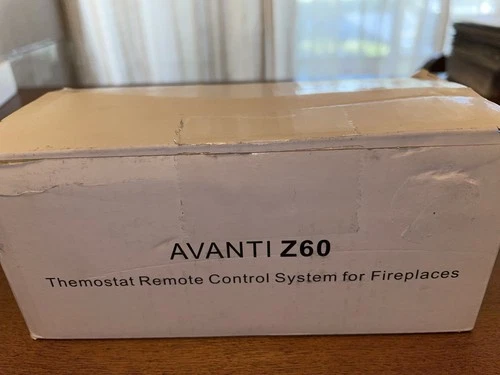 AVANTI Z60
Themostat Remote Control System for Fireplaces